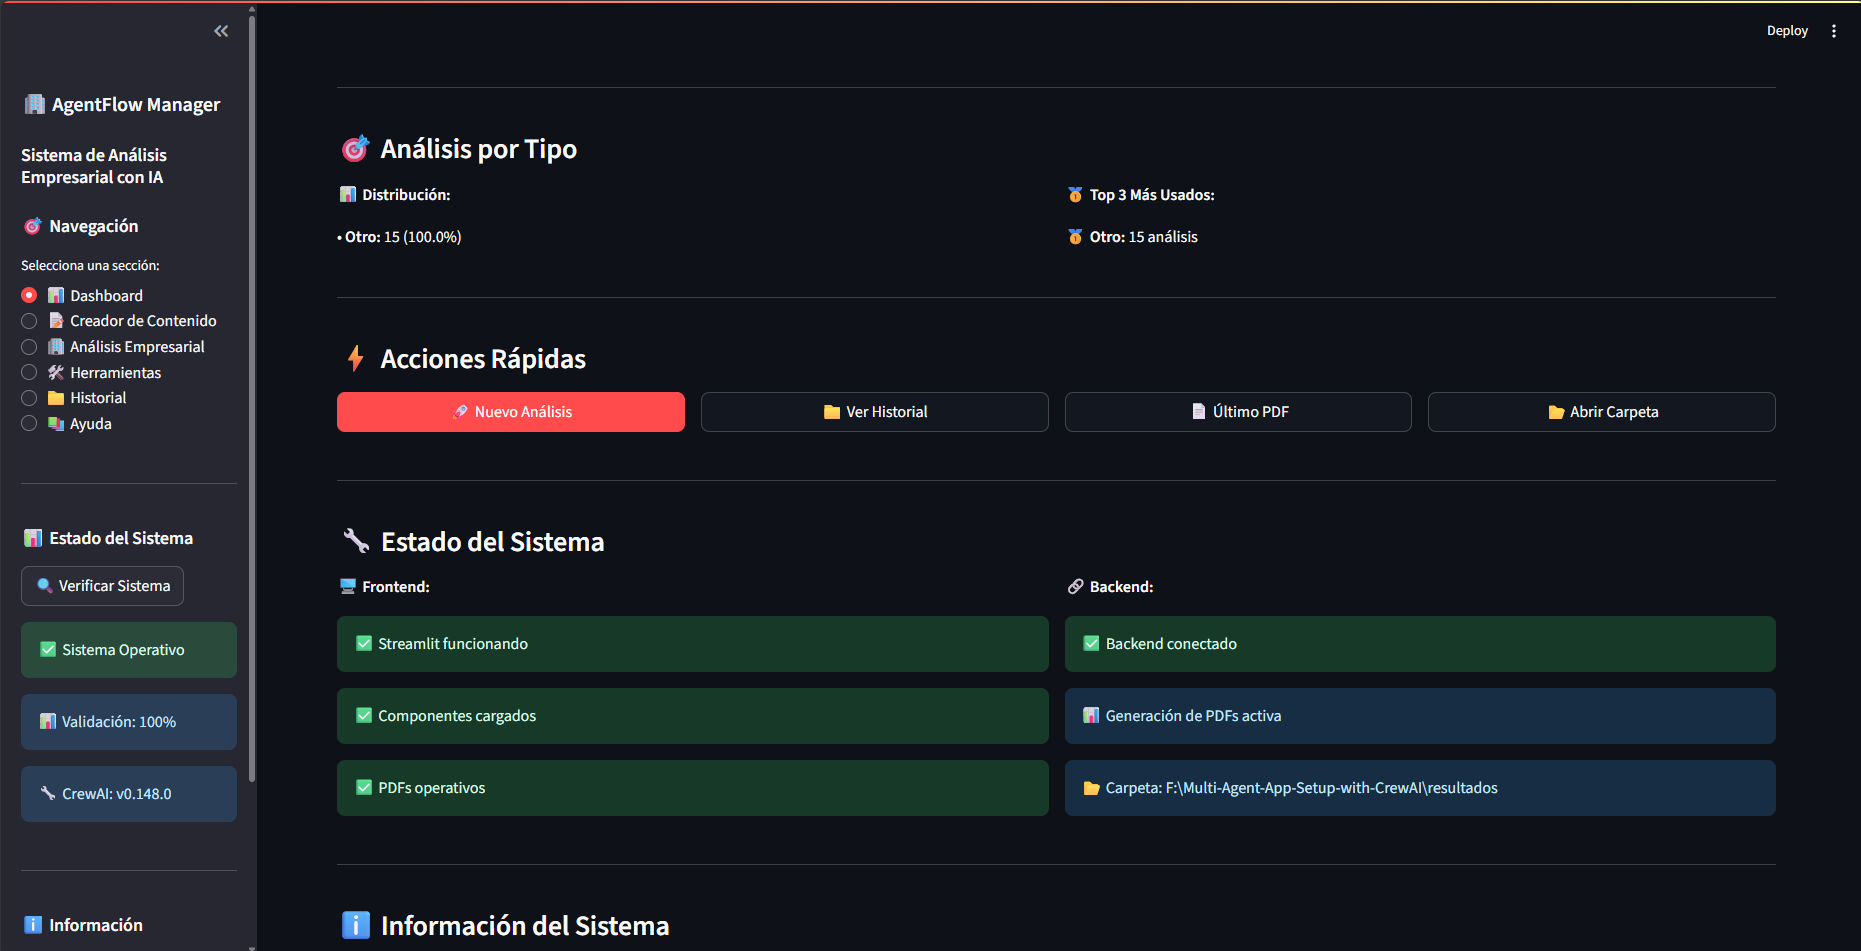 Deploy
AgentFlow Manager
Sistema de Análisis
Empresarial con IA
Navegación
Selecciona una sección:
Dashboard
Creador de Contenido
Análisis Empresarial
Herramientas
Historial
Ayuda
Estado del Sistema
Verificar Sistema
Sistema Operativo
Validación: 100%
CrewAI: v0.148.0
Información
Análisis por Tipo
Distribución:
• Otro: 15 (100.0%)
Top 3 Más Usados:
Otro: 15 análisis
Acciones Rápidas
Nuevo Análisis
Ver Historial
Último PDF
Abrir Carpeta
Estado del Sistema
Frontend:
Streamlit funcionando
Componentes cargados
PDFs operativos
Backend:
Backend conectado
Generación de PDFs activa
Carpeta: F:\Multi-Agent-App-Setup-with-CrewAI\resultados
Información del Sistema